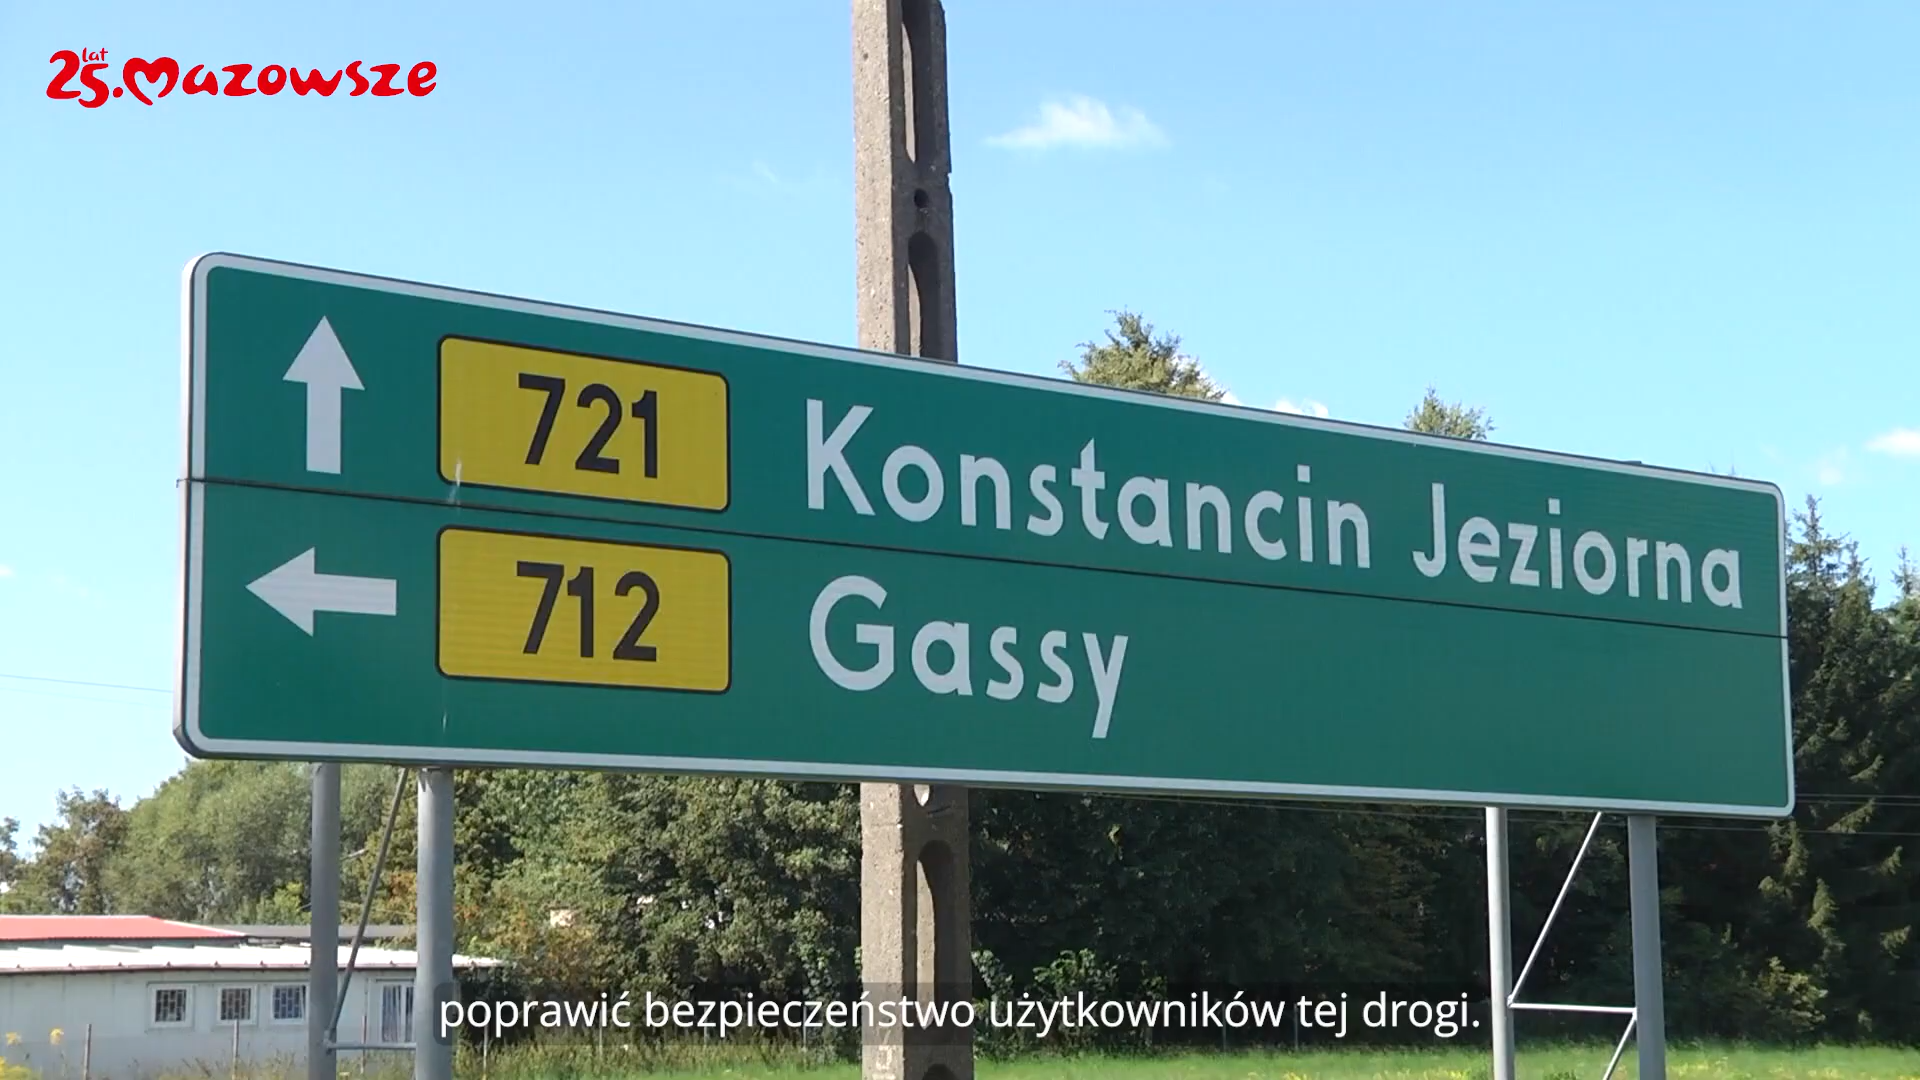 25 lat.Mazowsze
721 Konstancin Jeziorna
712 Gassy
poprawić bezpieczeństwo użytkowników tej drogi.